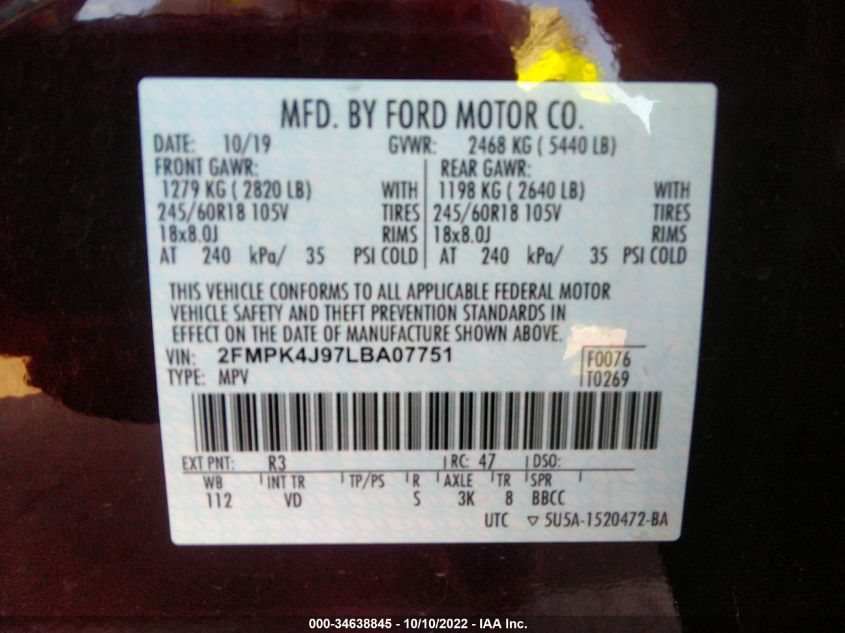 MFD. BY FORD MOTOR CO.
DATE: 10/19 GVWR: 2468 KG ( 5440 LB)
FRONT GAWR: REAR GAWR:
1279 KG ( 2820 LB) WITH 1198 KG ( 2640 LB) WITH
245/60R18 105V TIRES 245/60R18 105V TIRES
18x8.0J RIMS 18x8.0J RIMS
AT 240 kPa/ 35 PSI COLD AT 240 kPa/ 35 PSI COLD
THIS VEHICLE CONFORMS TO ALL APPLICABLE FEDERAL MOTOR
VEHICLE SAFETY AND THEFT PREVENTION STANDARDS IN
EFFECT ON THE DATE OF MANUFACTURE SHOWN ABOVE.
VIN: 2FMPK4J97LBA07751 F0076
TYPE: MPV T0269
EXT PNT: R3 RC: 47 DSO:
WB INT TR TP/PS R AXLE TR SPR
112 VD S 3K 8 BBCC
UTC ▽ 5U5A-1520472-BA
000-34638845 - 10/10/2022 - IAA Inc.